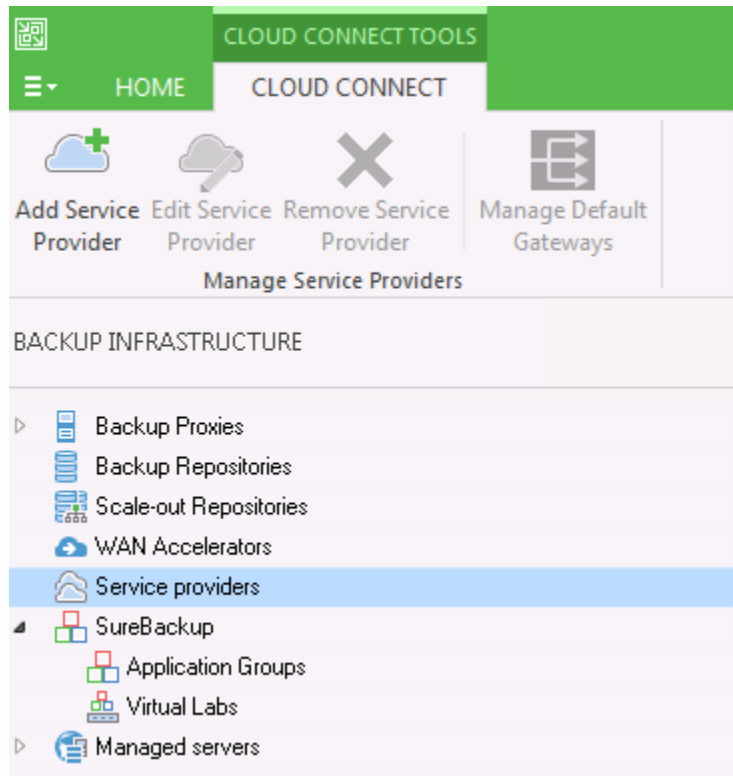 CLOUD CONNECT TOOLS
HOME CLOUD CONNECT
Add Service Edit Service Remove Service Manage Default
Provider Provider Provider Gateways
Manage Service Providers
BACKUP INFRASTRUCTURE
Backup Proxies
Backup Repositories
Scale-out Repositories
WAN Accelerators
Service providers
SureBackup
Application Groups
Virtual Labs
Managed servers